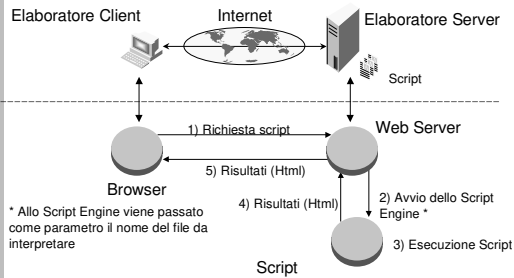 Elaboratore Client
Internet
Elaboratore Server
Script
1) Richiesta script
Web Server
5) Risultati (Html)
Browser
* Allo Script Engine viene passato
come parametro il nome del file da
interpretare
4) Risultati (Html)
2) Avvio dello Script
Engine *
3) Esecuzione Script
Script